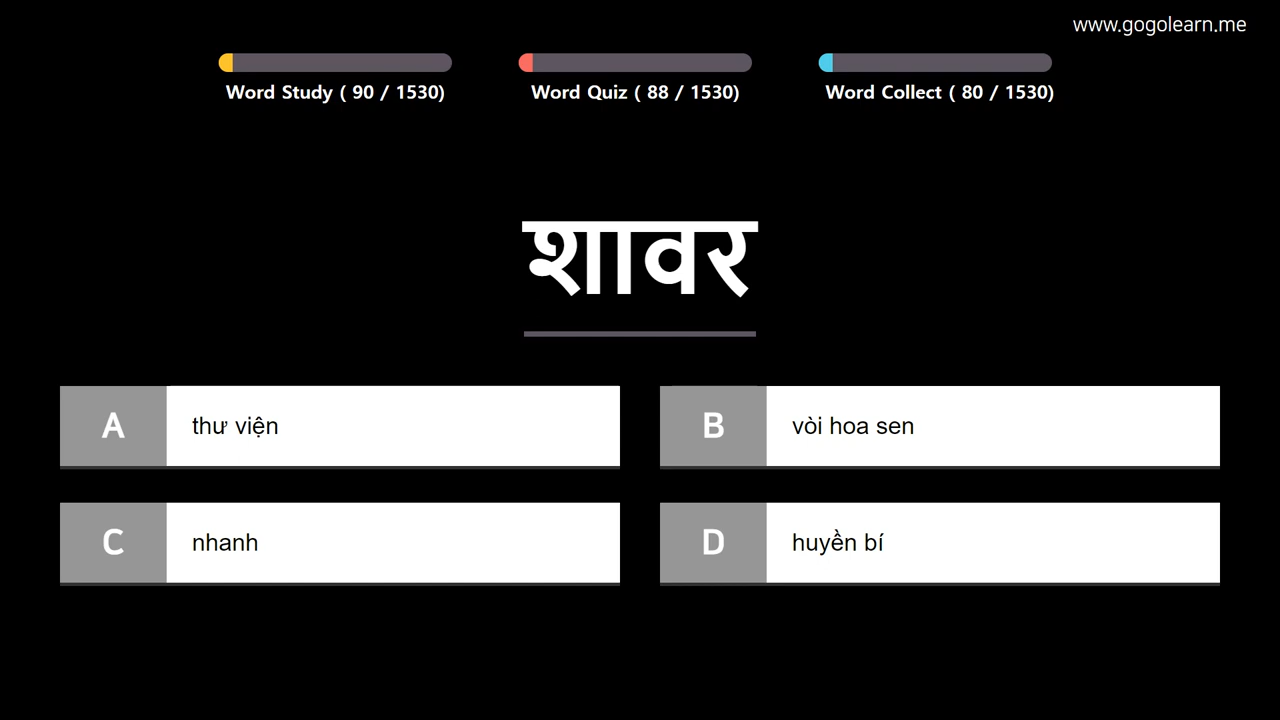 www.gogolearn.me
Word Study ( 90 / 1530)
Word Quiz ( 88 / 1530)
Word Collect ( 80 / 1530)
शावर
A thư viện
B vòi hoa sen
C nhanh
D huyền bí